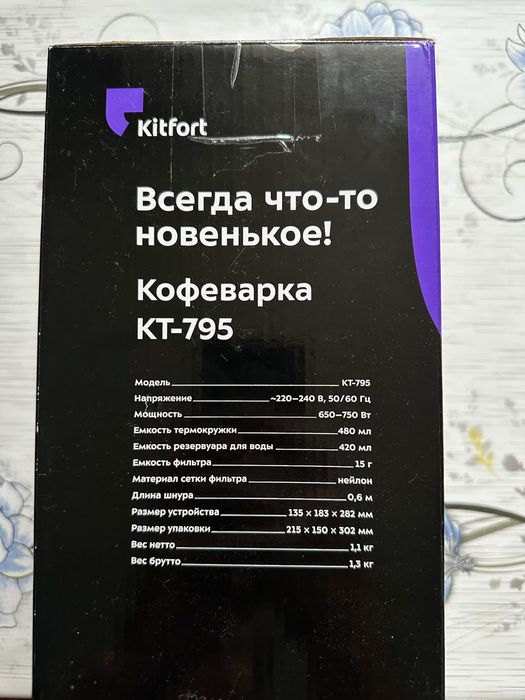 Kitfort
Всегда что-то
новенькое!
Кофеварка
КТ-795
Модель КТ-795
Напряжение ~220–240 В, 50/60 Гц
Мощность 650–750 Вт
Емкость термокружки 480 мл
Емкость резервуара для воды 420 мл
Емкость фильтра 15 г
Материал сетки фильтра нейлон
Длина шнура 0,6 м
Размер устройства 135 × 183 × 282 мм
Размер упаковки 215 × 150 × 302 мм
Вес нетто 1,1 кг
Вес брутто 1,3 кг